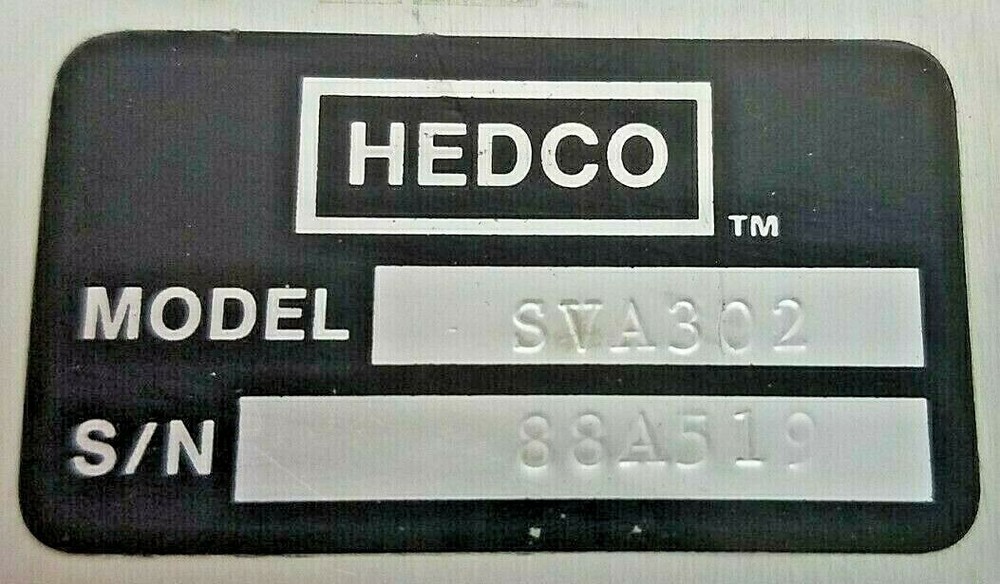 HEDCO
TM
MODEL SVA302
S/N 88A519